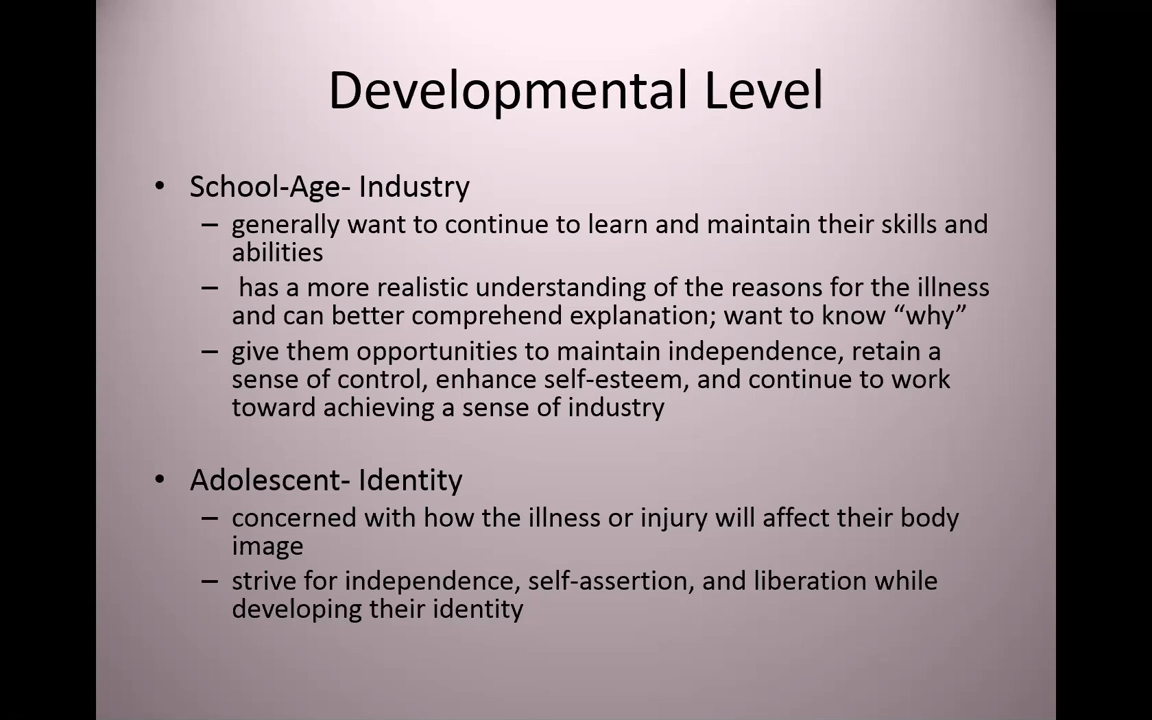 Developmental Level
• School-Age- Industry
– generally want to continue to learn and maintain their skills and
abilities
– has a more realistic understanding of the reasons for the illness
and can better comprehend explanation; want to know “why”
– give them opportunities to maintain independence, retain a
sense of control, enhance self-esteem, and continue to work
toward achieving a sense of industry
• Adolescent- Identity
– concerned with how the illness or injury will affect their body
image
– strive for independence, self-assertion, and liberation while
developing their identity